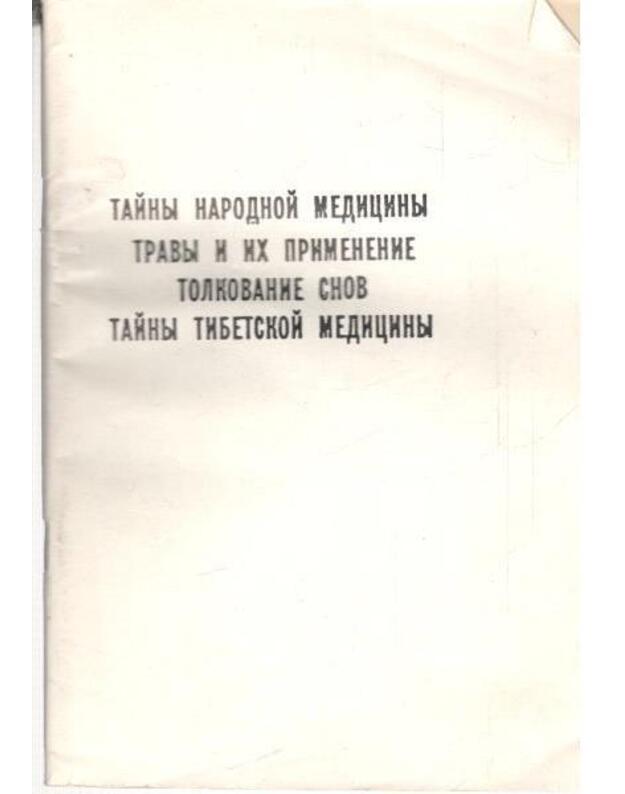 ТАЙНЫ НАРОДНОЙ МЕДИЦИНЫ
ТРАВЫ И ИХ ПРИМЕНЕНИЕ
ТОЛКОВАНИЕ СНОВ
ТАЙНЫ ТИБЕТСКОЙ МЕДИЦИНЫ